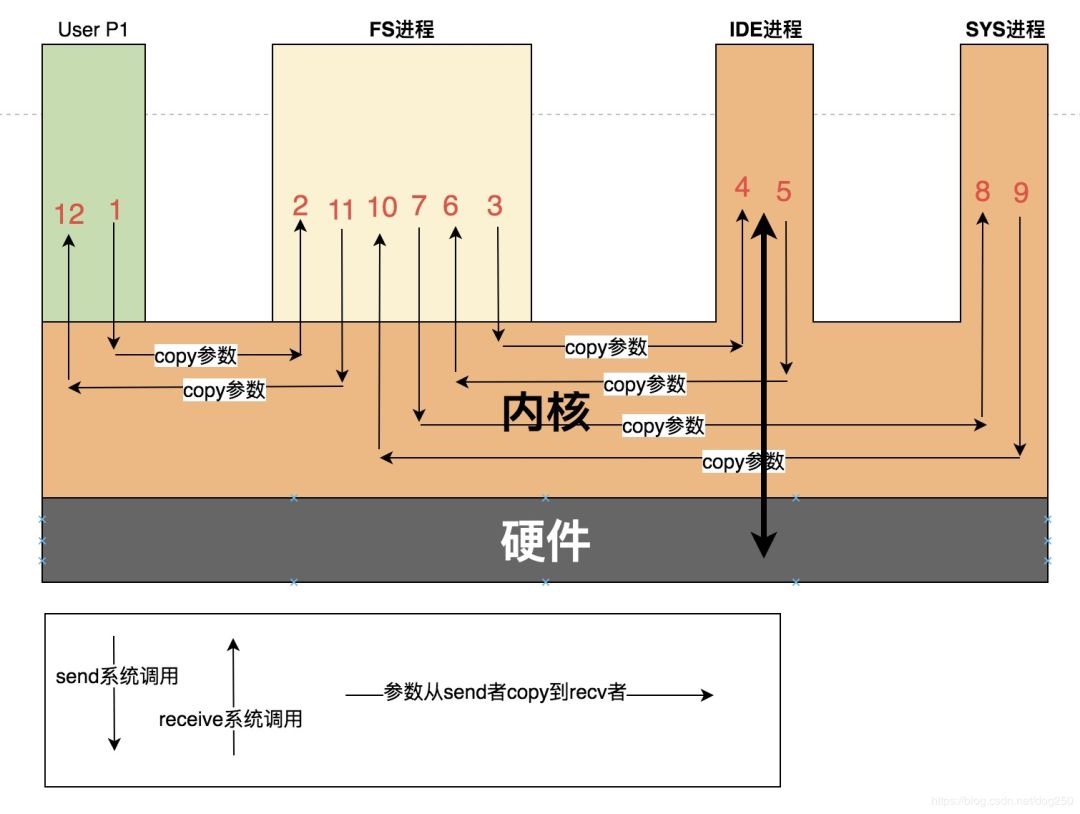 User P1
FS进程
IDE进程
SYS进程
12 1
2 11 10 7 6 3
4 5
8 9
copy参数
copy参数
copy参数
copy参数
内核
copy参数
copy参数
硬件
send系统调用
receive系统调用
参数从send者copy到recv者
https://blog.csdn.net/dog250